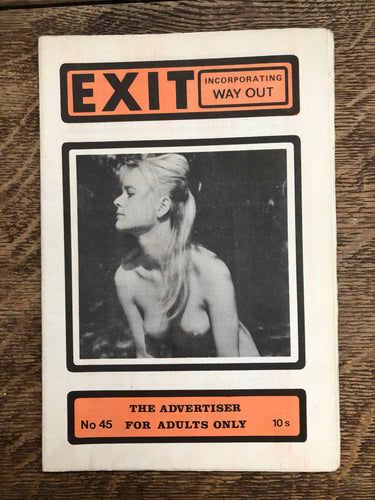 EXIT
INCORPORATING
WAY OUT
THE ADVERTISER
No 45 FOR ADULTS ONLY 10s